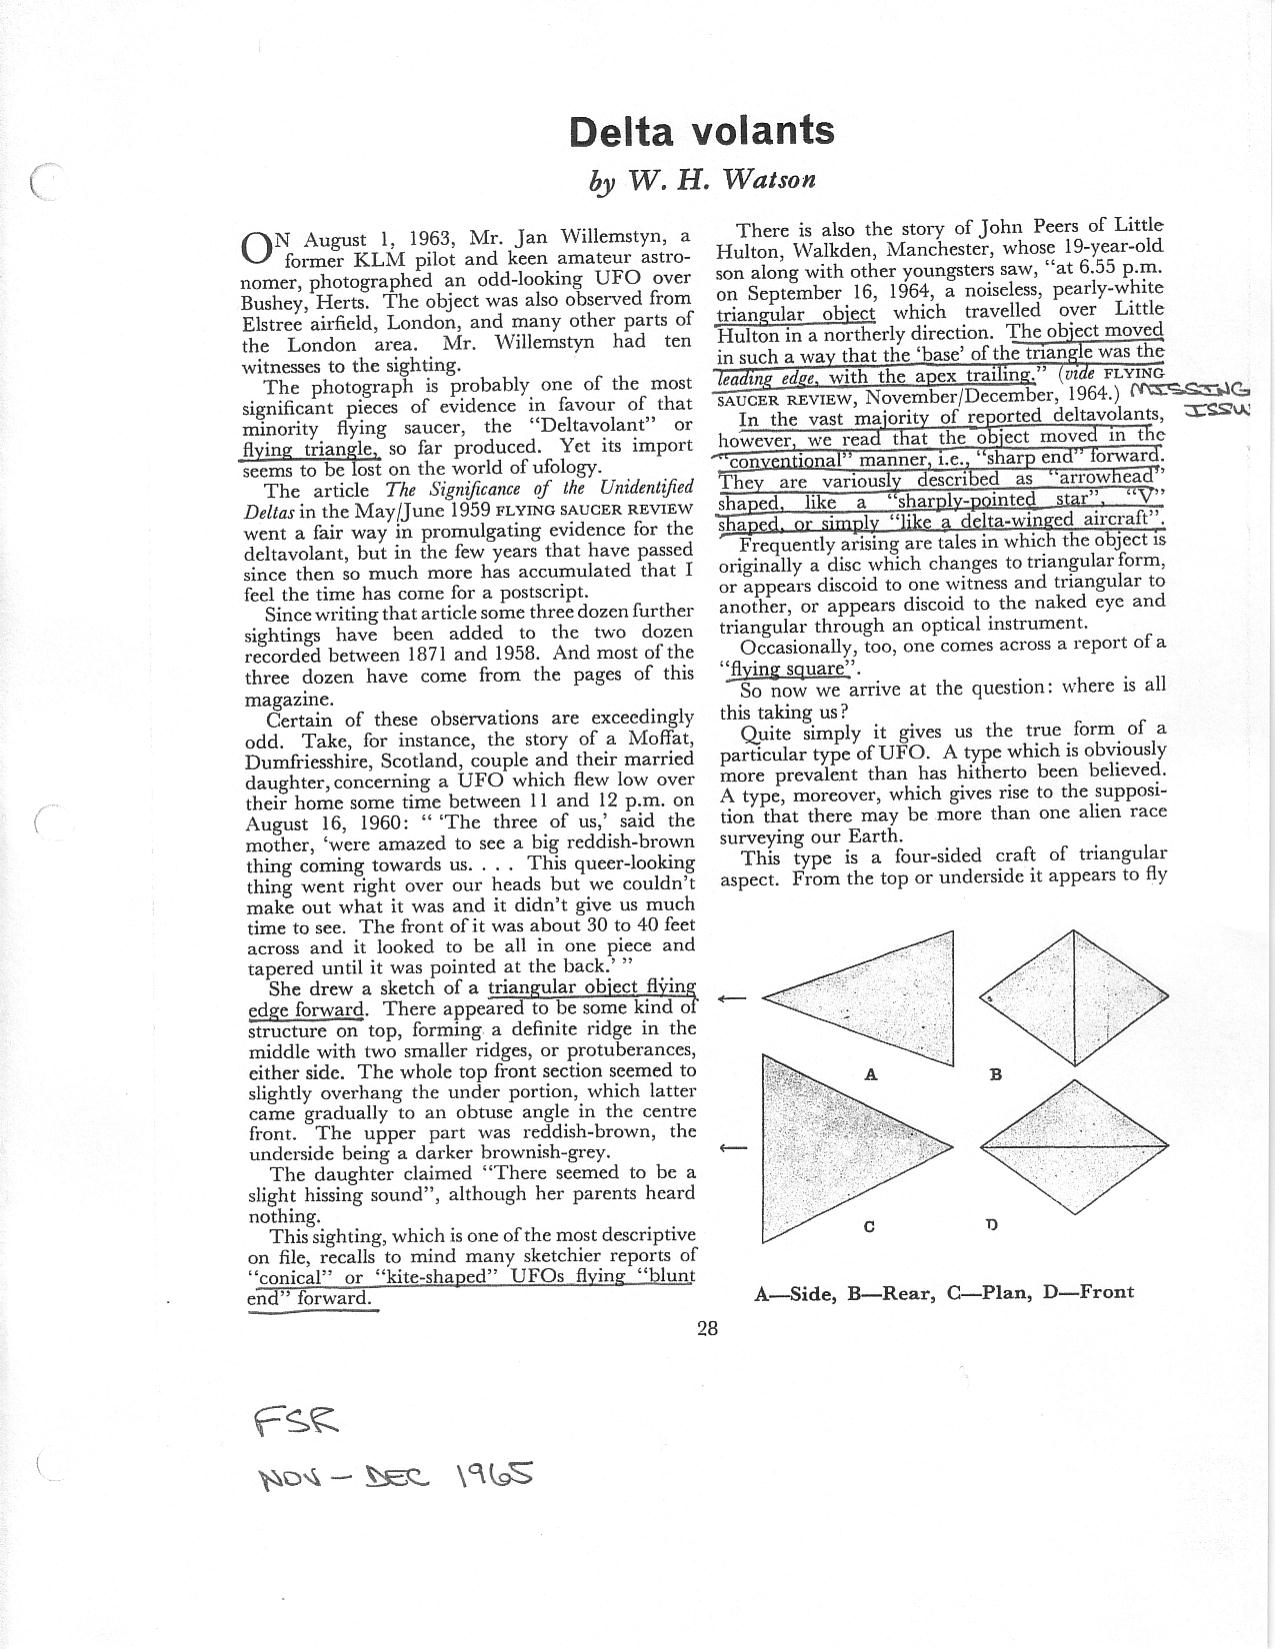 Delta volants
by W. H. Watson
ON August 1, 1963, Mr. Jan Willemstyn, a
former KLM pilot and keen amateur astro-
nomer, photographed an odd-looking UFO over
Bushey, Herts. The object was also observed from
Elstree airfield, London, and many other parts of
the London area. Mr. Willemstyn had ten
witnesses to the sighting.
The photograph is probably one of the most
significant pieces of evidence in favour of that
minority flying saucer, the “Deltavolant” or
flying triangle, so far produced. Yet its import
seems to be lost on the world of ufology.
The article The Significance of the Unidentified
Deltas in the May/June 1959 FLYING SAUCER REVIEW
went a fair way in promulgating evidence for the
deltavolant, but in the few years that have passed
since then so much more has accumulated that I
feel the time has come for a postscript.
Since writing that article some three dozen further
sightings have been added to the two dozen
recorded between 1871 and 1958. And most of the
three dozen have come from the pages of this
magazine.
Certain of these observations are exceedingly
odd. Take, for instance, the story of a Moffat,
Dumfriesshire, Scotland, couple and their married
daughter, concerning a UFO which flew low over
their home some time between 11 and 12 p.m. on
August 16, 1960: “ ‘The three of us,’ said the
mother, ‘were amazed to see a big reddish-brown
thing coming towards us. . . . This queer-looking
thing went right over our heads but we couldn’t
make out what it was and it didn’t give us much
time to see. The front of it was about 30 to 40 feet
across and it looked to be all in one piece and
tapered until it was pointed at the back.’ ”
She drew a sketch of a triangular object flying
edge forward. There appeared to be some kind of
structure on top, forming a definite ridge in the
middle with two smaller ridges, or protuberances,
either side. The whole top front section seemed to
slightly overhang the under portion, which latter
came gradually to an obtuse angle in the centre
front. The upper part was reddish-brown, the
underside being a darker brownish-grey.
The daughter claimed “There seemed to be a
slight hissing sound”, although her parents heard
nothing.
This sighting, which is one of the most descriptive
on file, recalls to mind many sketchier reports of
“conical” or “kite-shaped” UFOs flying “blunt
end” forward.
There is also the story of John Peers of Little
Hulton, Walkden, Manchester, whose 19-year-old
son along with other youngsters saw, “at 6.55 p.m.
on September 16, 1964, a noiseless, pearly-white
triangular object which travelled over Little
Hulton in a northerly direction. The object moved
in such a way that the ‘base’ of the triangle was the
leading edge, with the apex trailing.” (vide FLYING
SAUCER REVIEW, November/December, 1964.) MISSING
ISSU
In the vast majority of reported deltavolants,
however, we read that the object moved in the
“conventional” manner, i.e., “sharp end” forward.
They are variously described as “arrowhead”
shaped, like a “sharply-pointed star”, “V”
shaped, or simply “like a delta-winged aircraft”.
Frequently arising are tales in which the object is
originally a disc which changes to triangular form,
or appears discoid to one witness and triangular to
another, or appears discoid to the naked eye and
triangular through an optical instrument.
Occasionally, too, one comes across a report of a
“flying square”.
So now we arrive at the question: where is all
this taking us?
Quite simply it gives us the true form of a
particular type of UFO. A type which is obviously
more prevalent than has hitherto been believed.
A type, moreover, which gives rise to the supposi-
tion that there may be more than one alien race
surveying our Earth.
This type is a four-sided craft of triangular
aspect. From the top or underside it appears to fly
A
B
C
D
A—Side, B—Rear, C—Plan, D—Front
28
FSR
NOV – DEC 1965